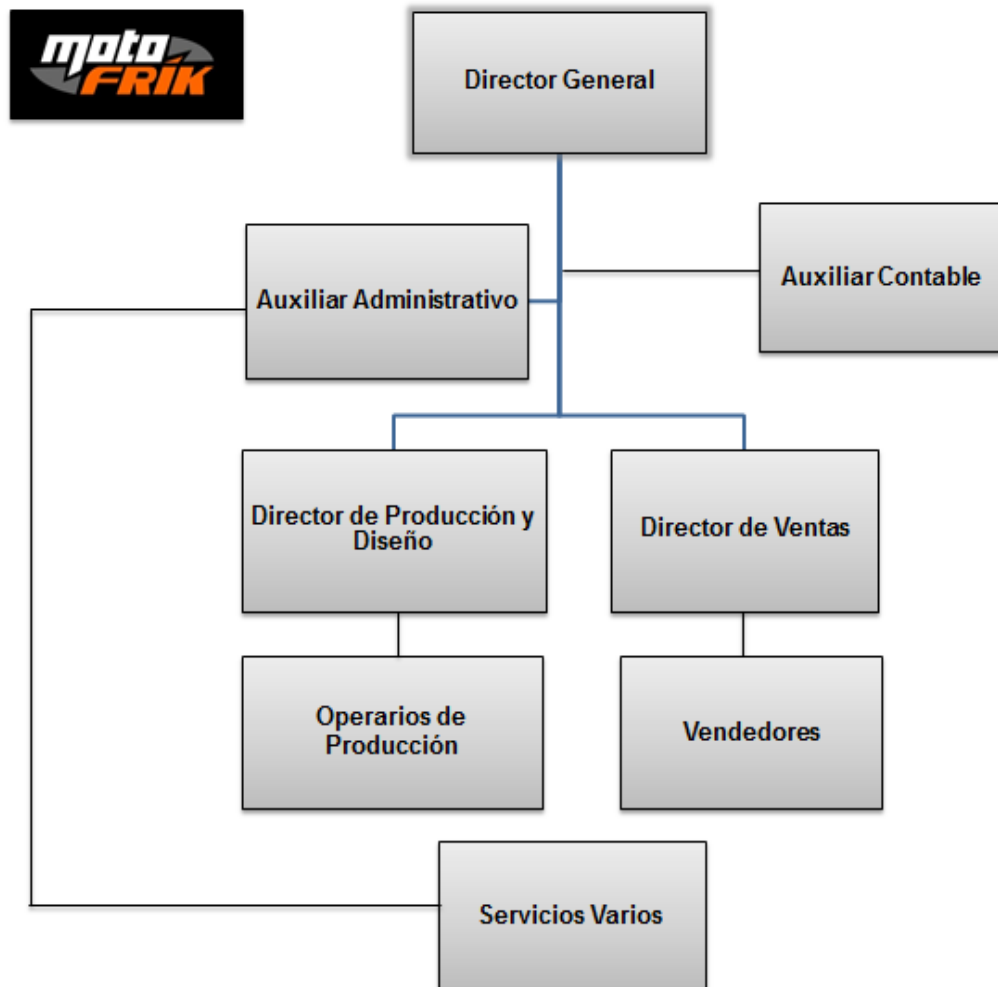 moto
FRÍK
Director General
Auxiliar Administrativo
Auxiliar Contable
Director de Producción y
Diseño
Director de Ventas
Operarios de
Producción
Vendedores
Servicios Varios